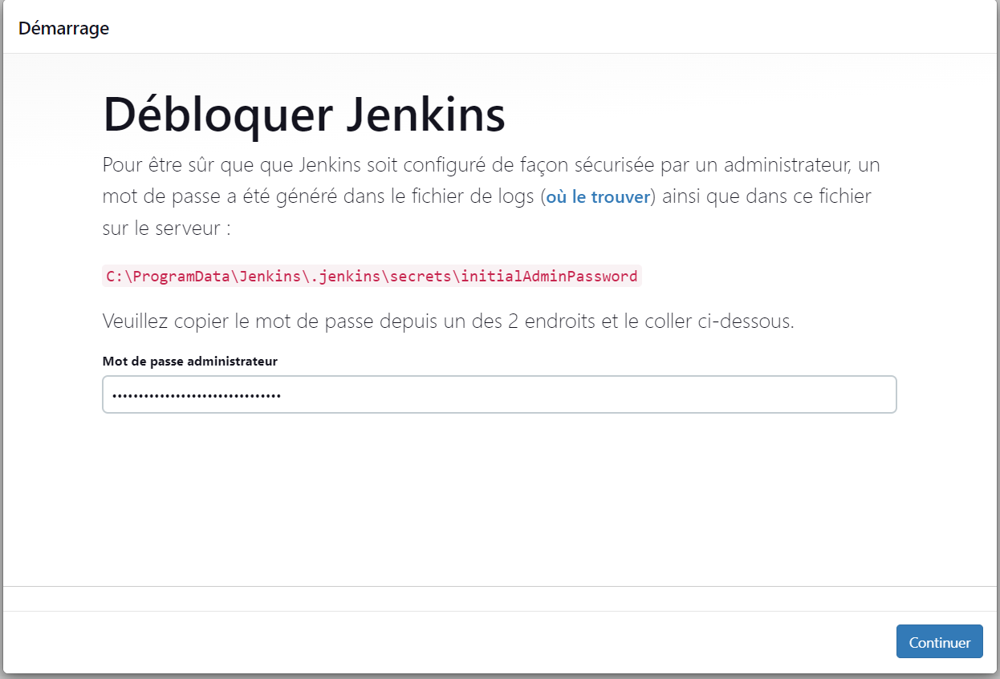 Démarrage
Débloquer Jenkins
Pour être sûr que que Jenkins soit configuré de façon sécurisée par un administrateur, un
mot de passe a été généré dans le fichier de logs (où le trouver) ainsi que dans ce fichier
sur le serveur :
C:\ProgramData\Jenkins\.jenkins\secrets\initialAdminPassword
Veuillez copier le mot de passe depuis un des 2 endroits et le coller ci-dessous.
Mot de passe administrateur
••••••••••••••••••••••••••••••••
Continuer